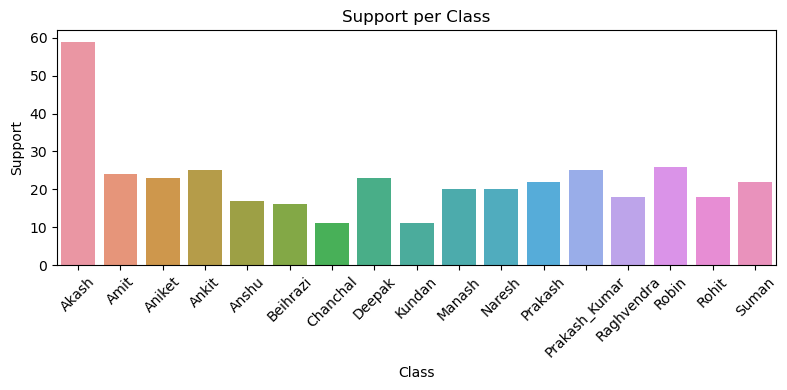 Support per Class
Support
60
50
40
30
20
10
0
Akash
Amit
Aniket
Ankit
Anshu
Beihrazi
Chanchal
Deepak
Kundan
Manash
Naresh
Prakash
Prakash_Kumar
Raghvendra
Robin
Rohit
Suman
Class